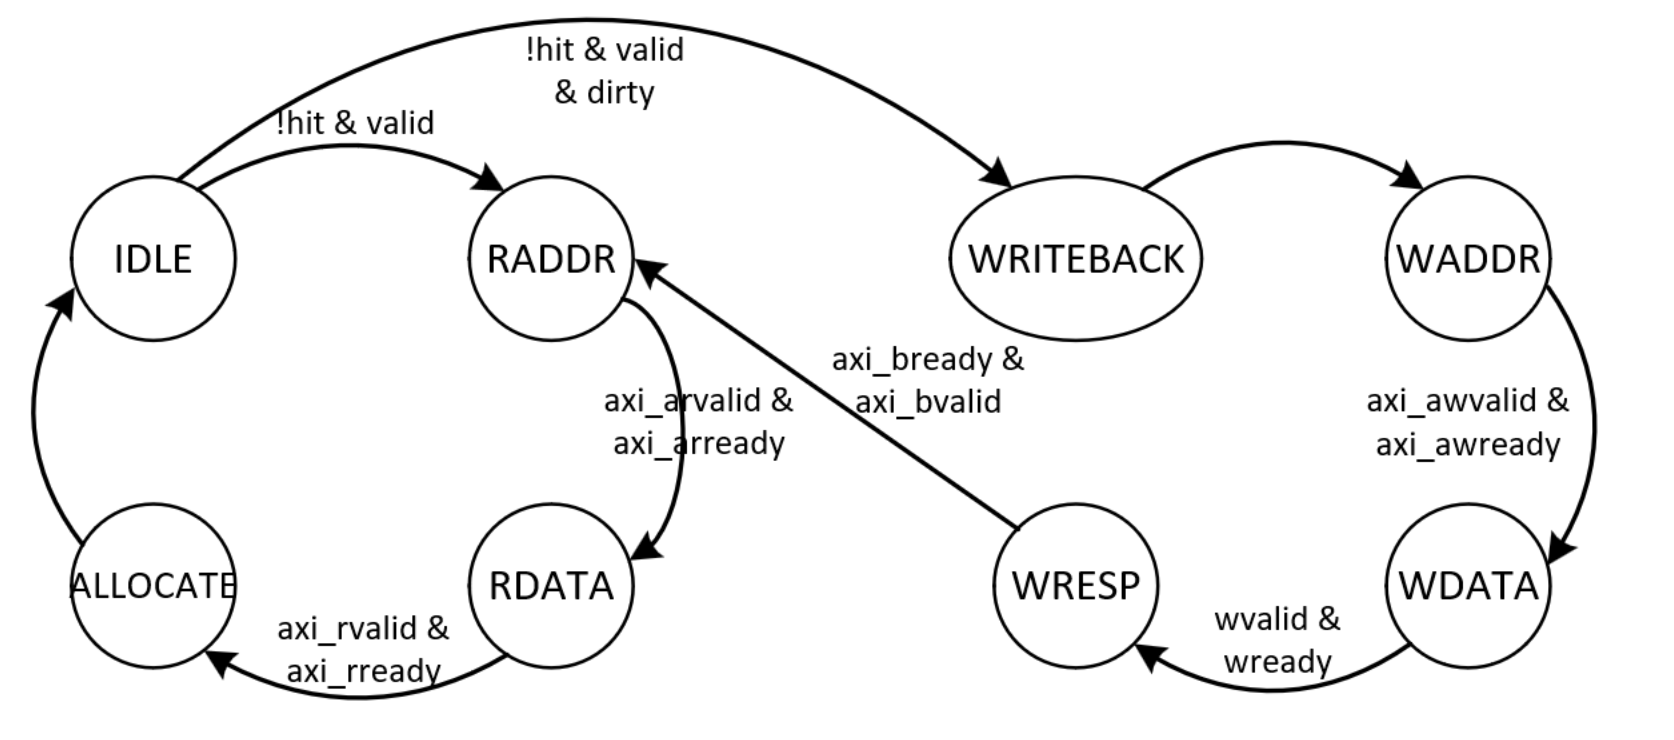 !hit & valid
& dirty
!hit & valid
IDLE
RADDR
WRITEBACK
WADDR
axi_bready &
axi_bvalid
axi_arvalid &
axi_arready
axi_awvalid &
axi_awready
ALLOCATE
RDATA
WRESP
WDATA
axi_rvalid &
axi_rready
wvalid &
wready